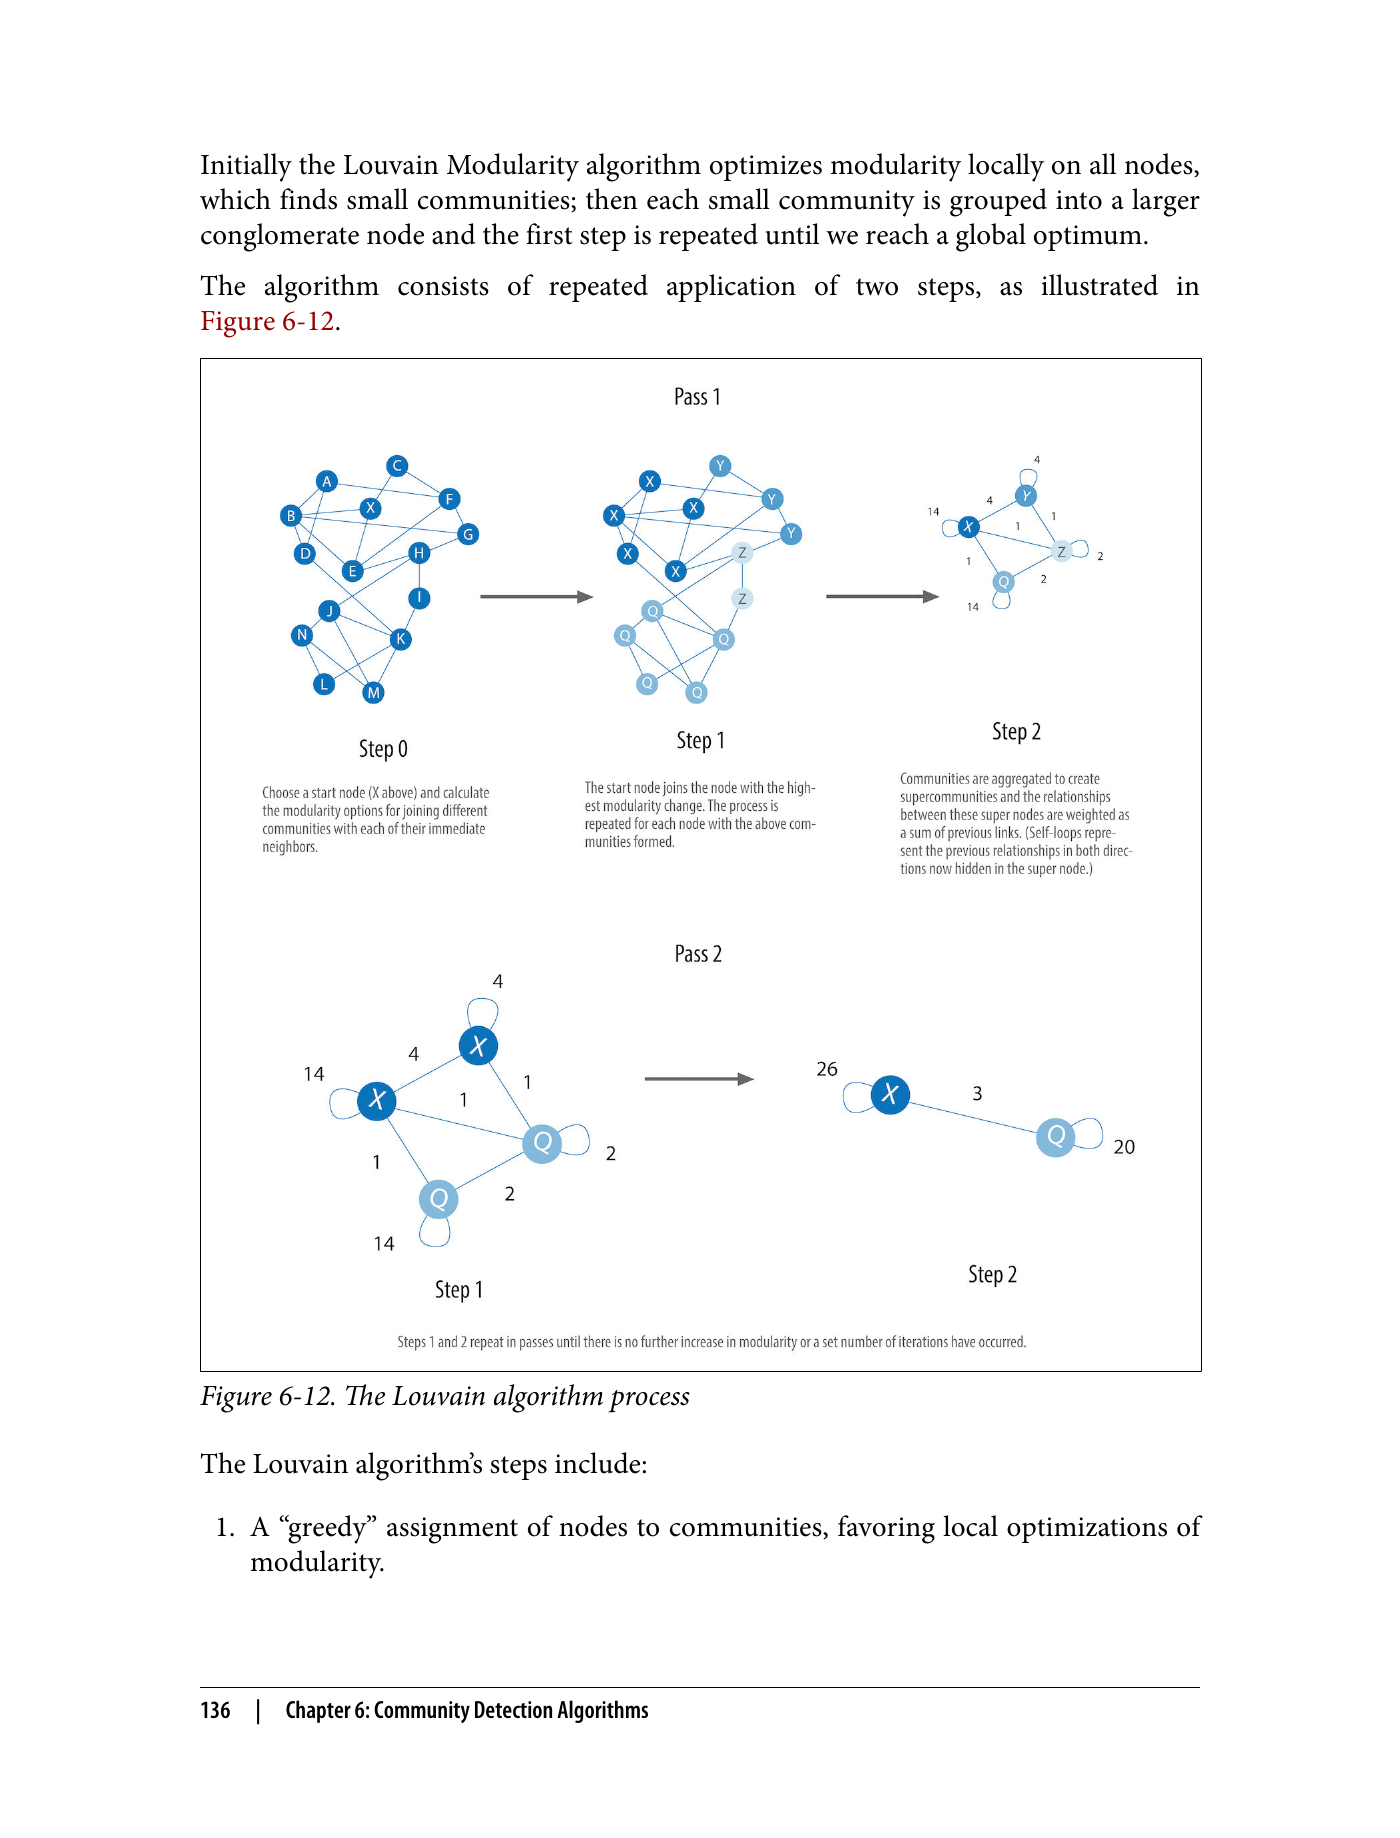 Initially the Louvain Modularity algorithm optimizes modularity locally on all nodes,
which finds small communities; then each small community is grouped into a larger
conglomerate node and the first step is repeated until we reach a global optimum.
The algorithm consists of repeated application of two steps, as illustrated in
Figure 6-12.
Pass 1
C
A
F
X
B
G
D
H
E
I
J
N
K
L
M
Step 0
Choose a start node (X above) and calculate
the modularity options for joining different
communities with each of their immediate
neighbors.
Y
X
Y
X
X
Y
X
Z
X
Z
Q
Q
Q
Q
Q
Step 1
The start node joins the node with the high-
est modularity change. The process is
repeated for each node with the above com-
munities formed.
4
Y
4
14
X
1
1
Z
2
1
Q
2
14
Step 2
Communities are aggregated to create
supercommunities and the relationships
between these super nodes are weighted as
a sum of previous links. (Self-loops repre-
sent the previous relationships in both direc-
tions now hidden in the super node.)
Pass 2
4
X
4
14
1
X
1
Q
2
1
2
Q
14
Step 1
26
X
3
Q
20
Step 2
Steps 1 and 2 repeat in passes until there is no further increase in modularity or a set number of iterations have occurred.
Figure 6-12. The Louvain algorithm process
The Louvain algorithm’s steps include:
1. A “greedy” assignment of nodes to communities, favoring local optimizations of
modularity.
136 | Chapter 6: Community Detection Algorithms